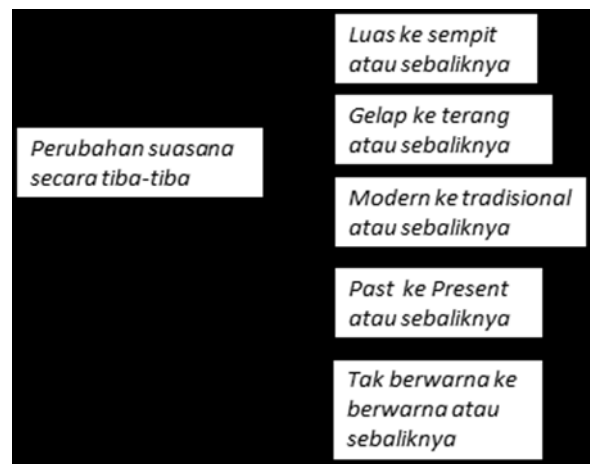 Perubahan suasana
secara tiba-tiba
Luas ke sempit
atau sebaliknya
Gelap ke terang
atau sebaliknya
Modern ke tradisional
atau sebaliknya
Past ke Present
atau sebaliknya
Tak berwarna ke
berwarna atau
sebaliknya